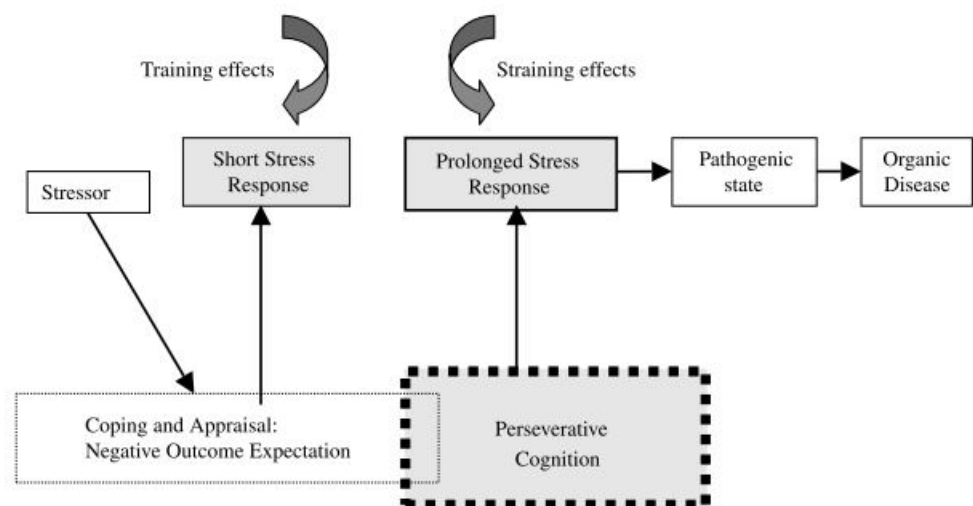 Training effects
Straining effects
Stressor
Short Stress
Response
Prolonged Stress
Response
Pathogenic
state
Organic
Disease
Coping and Appraisal:
Negative Outcome Expectation
Perseverative
Cognition